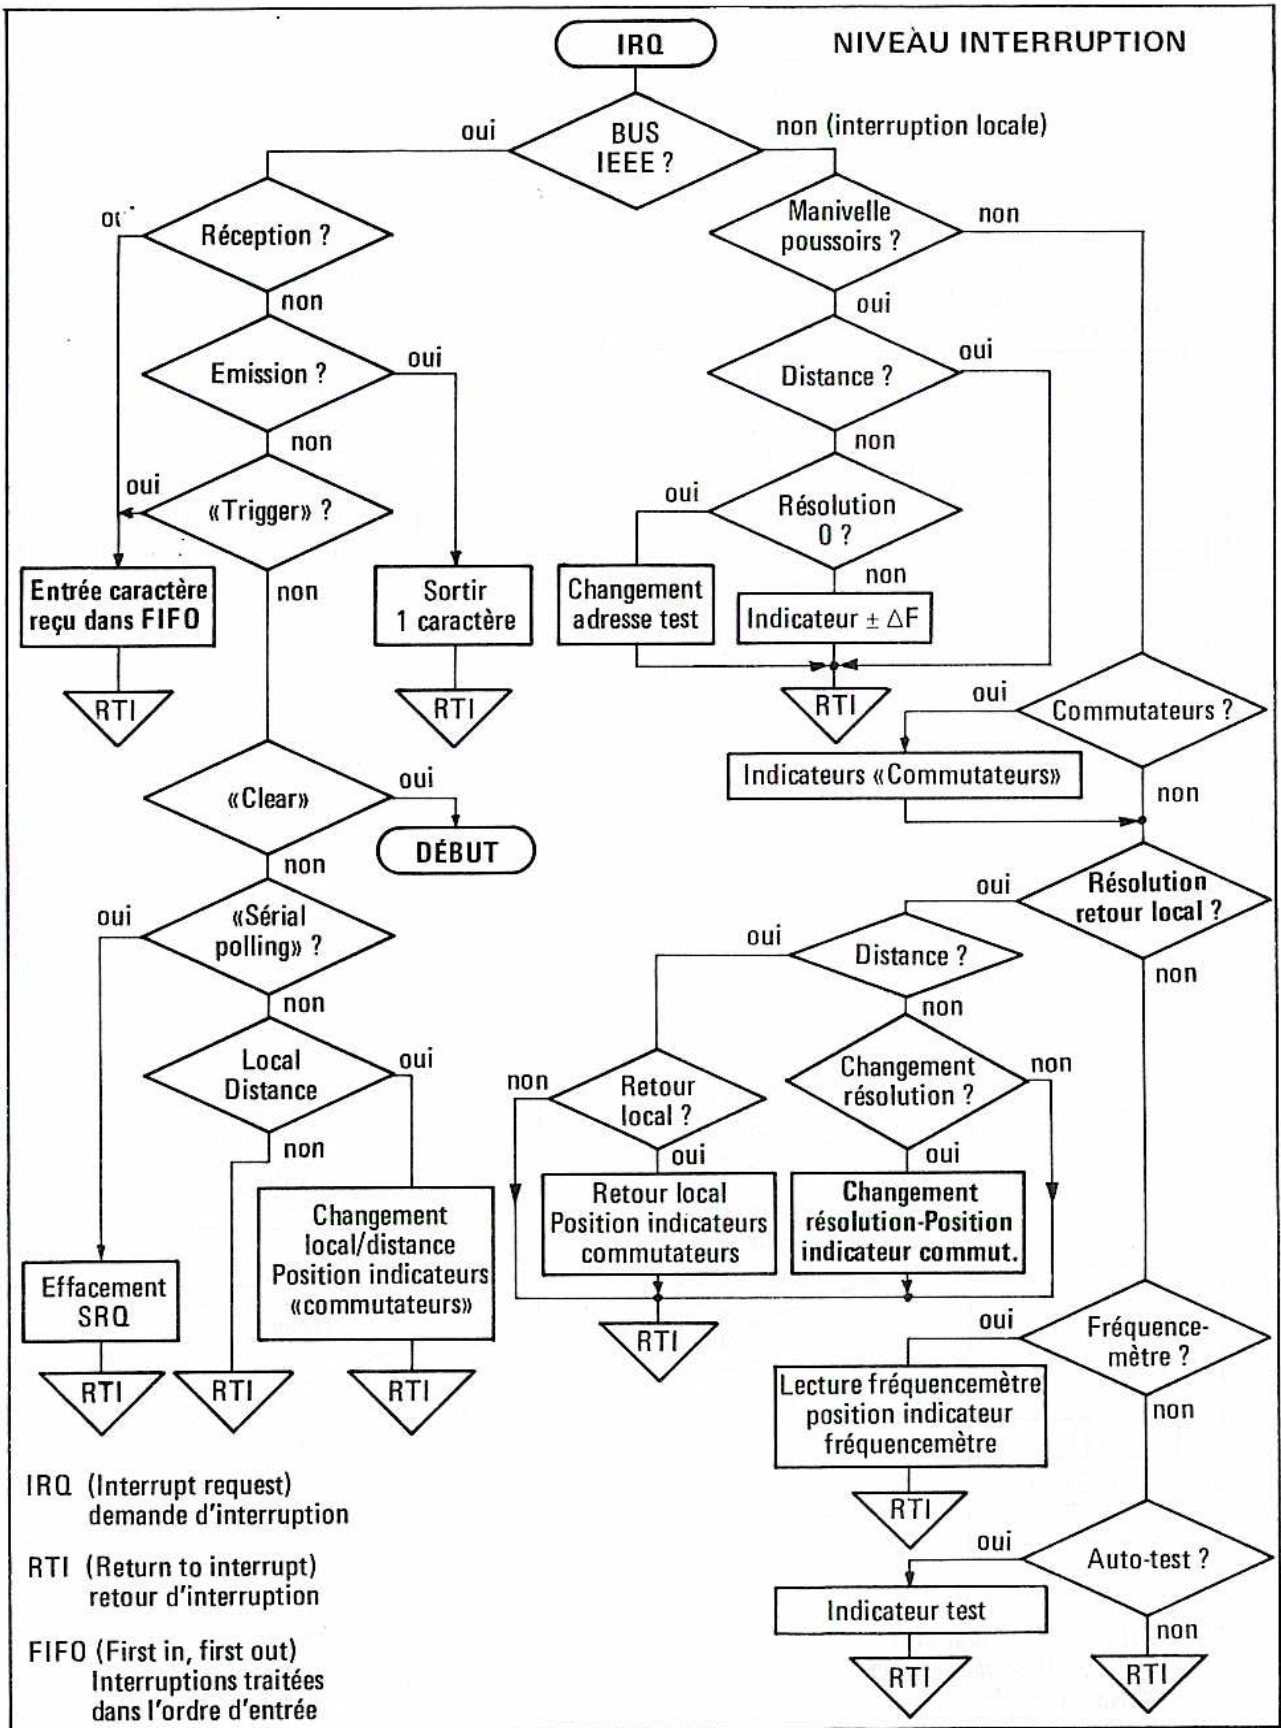 IRQ
NIVEAU INTERRUPTION
BUS
IEEE ?
oui
non (interruption locale)
Réception ?
non
Manivelle
poussoirs ?
non
oui
Emission ?
oui
non
Distance ?
oui
non
«Trigger» ?
oui
non
Résolution
0 ?
oui
non
Entrée caractère
reçu dans FIFO
RTI
Sortir
1 caractère
RTI
Changement
adresse test
Indicateur ± ΔF
RTI
Commutateurs ?
oui
non
Indicateurs «Commutateurs»
«Clear»
oui
DÉBUT
non
Résolution
retour local ?
oui
non
«Sérial
polling» ?
oui
non
Distance ?
oui
non
Local
Distance
oui
non
Retour
local ?
non
oui
Changement
résolution ?
non
oui
Retour local
Position indicateurs
commutateurs
Changement
résolution-Position
indicateur commut.
RTI
Effacement
SRQ
RTI
RTI
Changement
local/distance
Position indicateurs
«commutateurs»
RTI
Fréquence-
mètre ?
oui
non
Lecture fréquencemètre
position indicateur
fréquencemètre
RTI
Auto-test ?
oui
non
Indicateur test
RTI
RTI
IRQ (Interrupt request)
demande d'interruption
RTI (Return to interrupt)
retour d'interruption
FIFO (First in, first out)
Interruptions traitées
dans l'ordre d'entrée